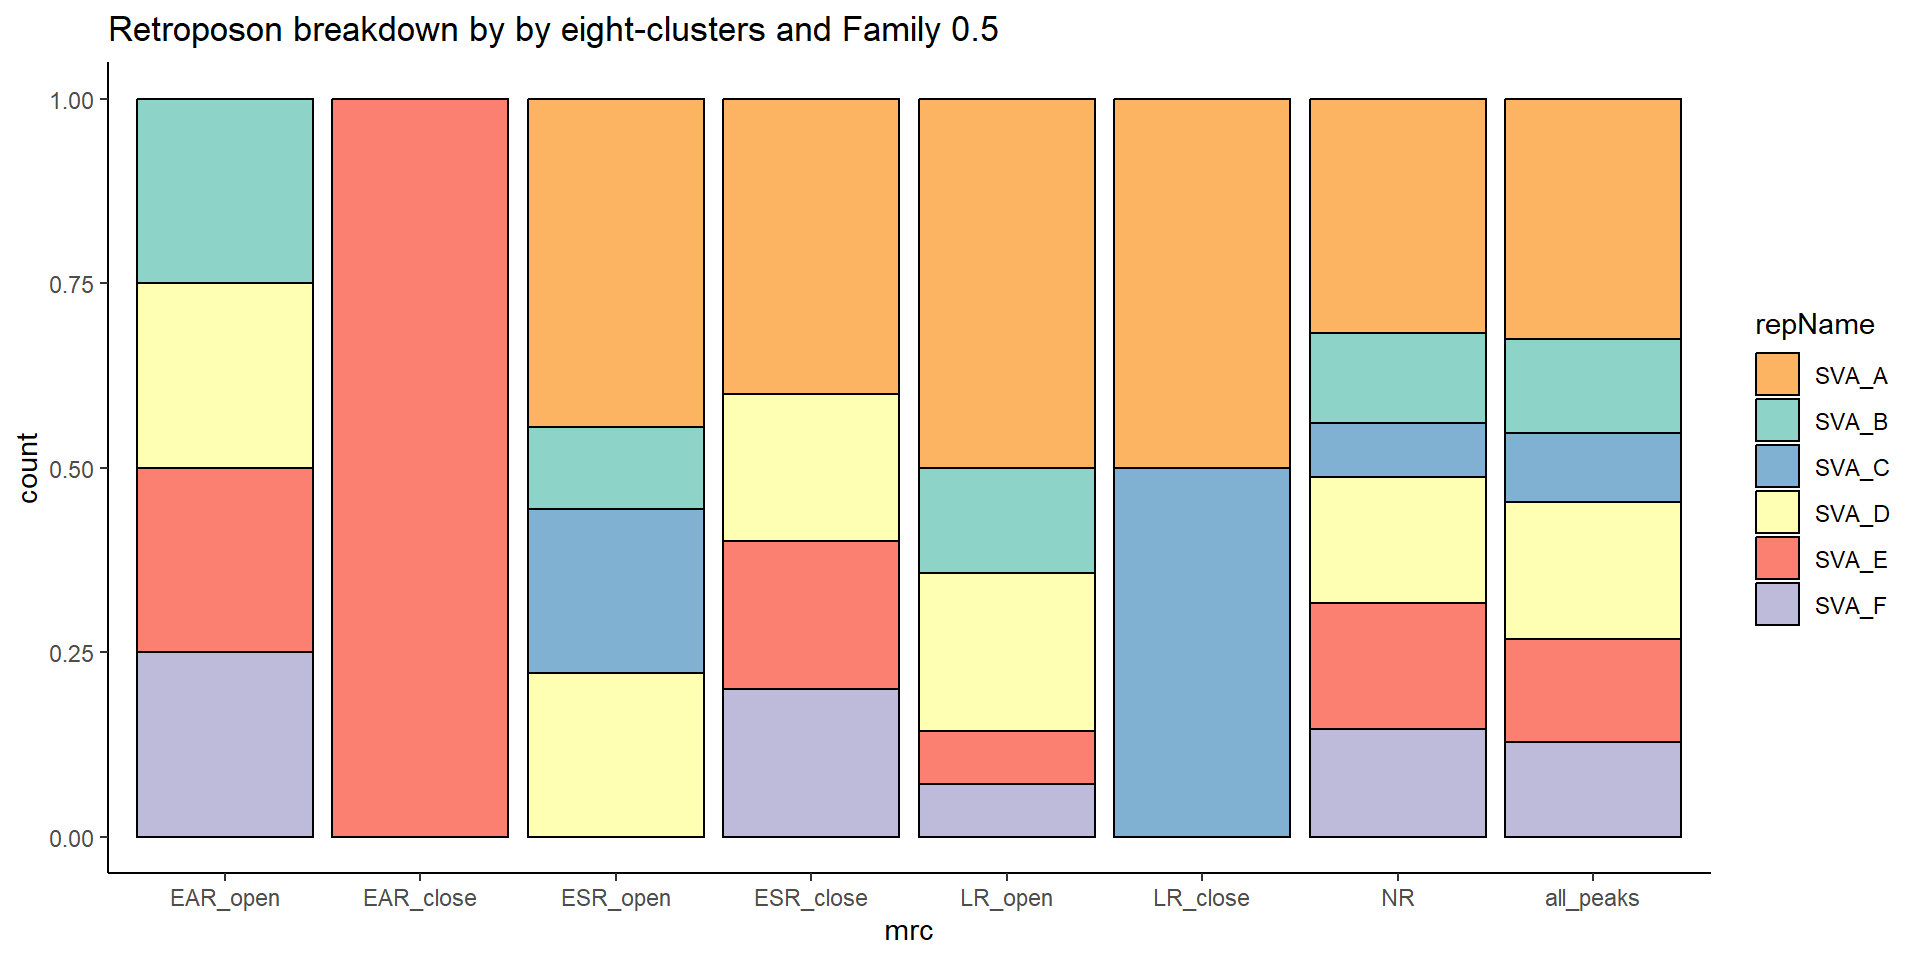 Retroposon breakdown by by eight-clusters and Family 0.5
1.00
0.75
0.50
0.25
0.00
count
EAR_open EAR_close ESR_open ESR_close LR_open LR_close NR all_peaks
mrc
repName
SVA_A
SVA_B
SVA_C
SVA_D
SVA_E
SVA_F